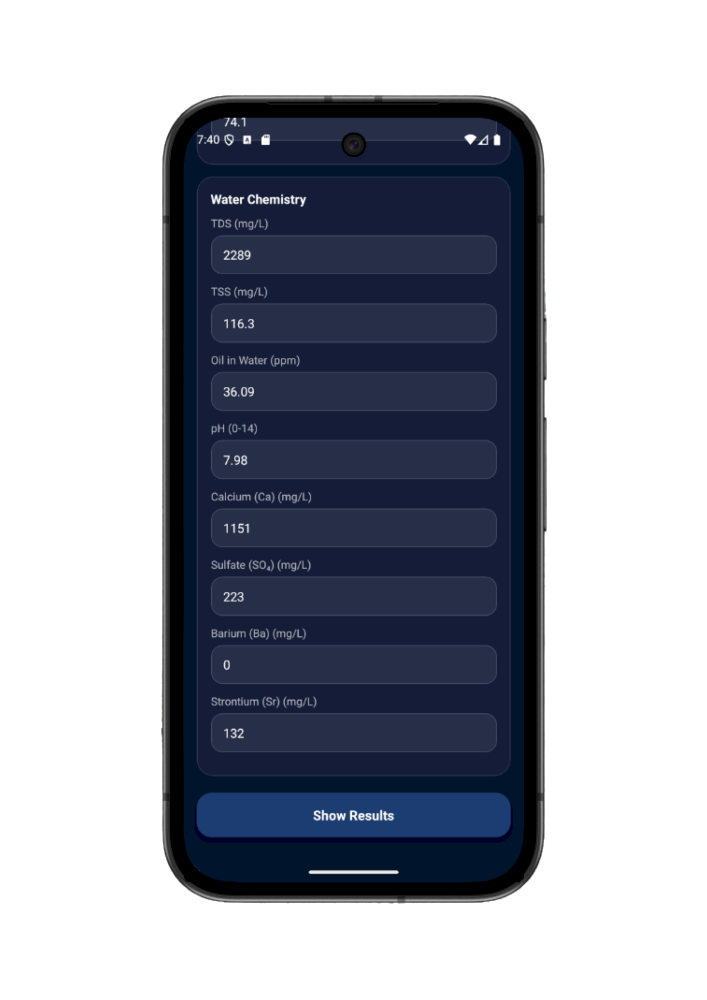 74.1
7:40
Water Chemistry
TDS (mg/L)
2289
TSS (mg/L)
116.3
Oil in Water (ppm)
36.09
pH (0-14)
7.98
Calcium (Ca) (mg/L)
1151
Sulfate (SO₄) (mg/L)
223
Barium (Ba) (mg/L)
0
Strontium (Sr) (mg/L)
132
Show Results